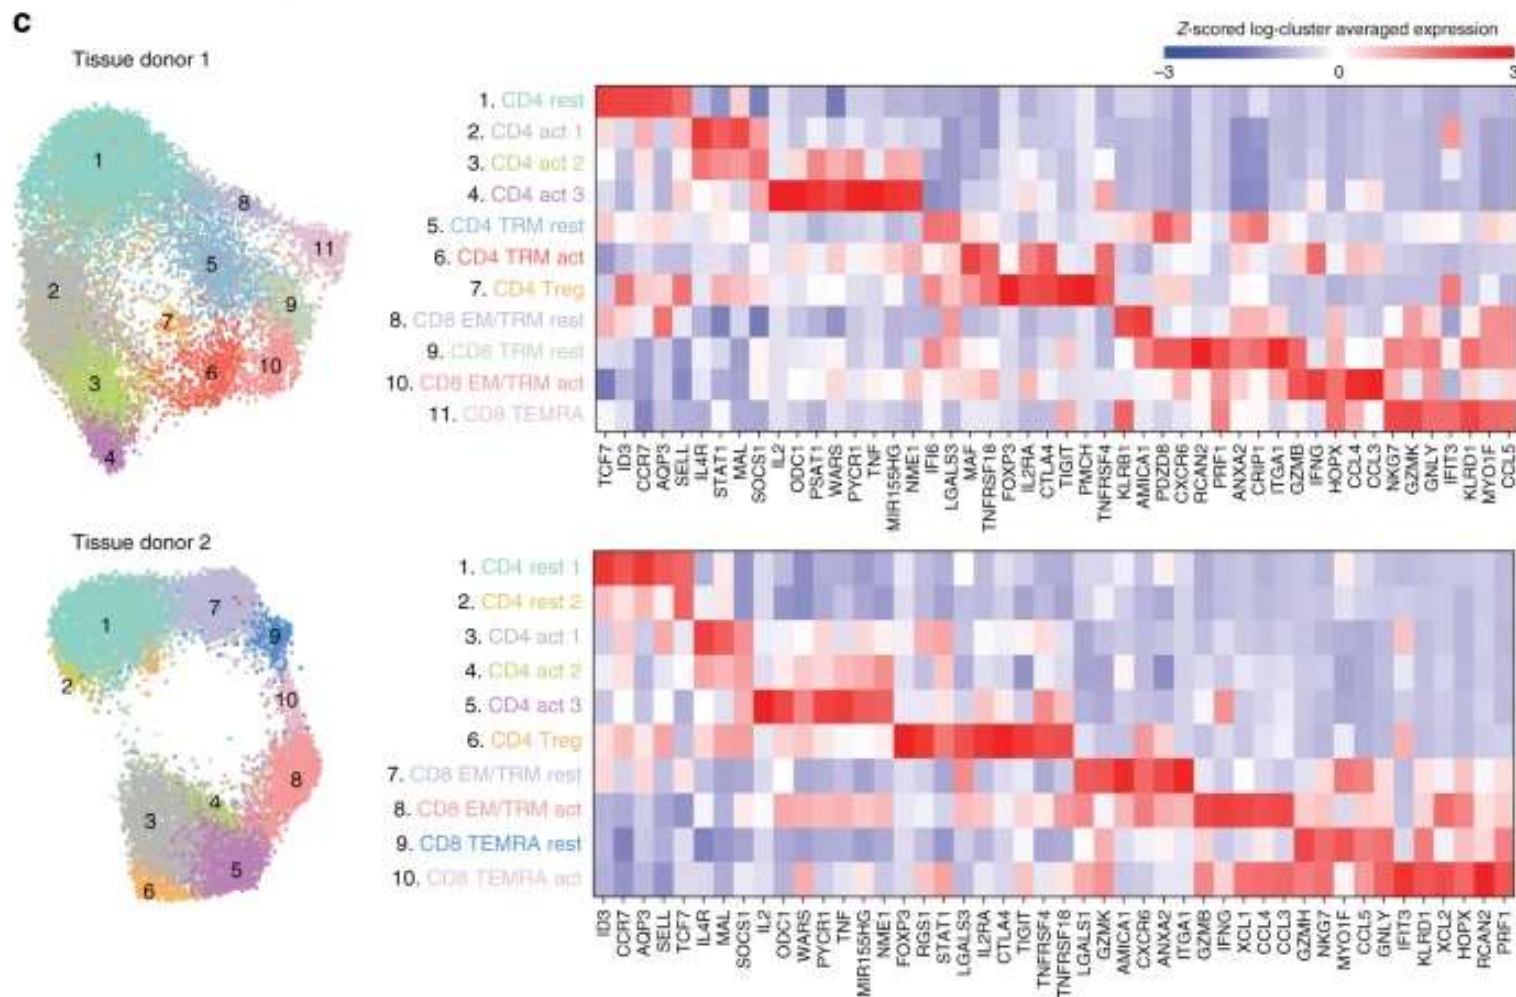 c
Z-scored log-cluster averaged expression
−3 0 3
Tissue donor 1
1
8
11
5
2
9
7
3
6
10
4
1. CD4 rest
2. CD4 act 1
3. CD4 act 2
4. CD4 act 3
5. CD4 TRM rest
6. CD4 TRM act
7. CD4 Treg
8. CD8 EM/TRM rest
9. CD8 TRM rest
10. CD8 EM/TRM act
11. CD8 TEMRA
TCF7
ID3
CCR7
AQP3
SELL
IL4R
STAT1
MAL
SOCS1
IL2
ODC1
PSAT1
WARS
PYCR1
TNF
MIR155HG
NME1
IFI6
LGALS3
MAF
TNFRSF18
FOXP3
IL2RA
CTLA4
TIGIT
PMCH
TNFRSF4
KLRB1
AMICA1
PDZD8
CXCR6
RCAN2
PRF1
ANXA2
CRIP1
ITGA1
GZMB
IFNG
HOPX
CCL4
CCL3
NKG7
GZMK
GNLY
IFIT3
KLRD1
MYO1F
CCL5
Tissue donor 2
1
7
9
2
10
8
4
3
5
6
1. CD4 rest 1
2. CD4 rest 2
3. CD4 act 1
4. CD4 act 2
5. CD4 act 3
6. CD4 Treg
7. CD8 EM/TRM rest
8. CD8 EM/TRM act
9. CD8 TEMRA rest
10. CD8 TEMRA act
ID3
CCR7
AQP3
SELL
TCF7
IL4R
MAL
SOCS1
IL2
ODC1
WARS
PYCR1
TNF
MIR155HG
NME1
FOXP3
RGS1
STAT1
LGALS3
IL2RA
CTLA4
TIGIT
TNFRSF4
TNFRSF18
LGALS1
GZMK
AMICA1
CXCR6
ANXA2
ITGA1
GZMB
IFNG
XCL1
CCL4
CCL3
GZMH
NKG7
MYO1F
CCL5
GNLY
IFIT3
KLRD1
XCL2
HOPX
RCAN2
PRF1